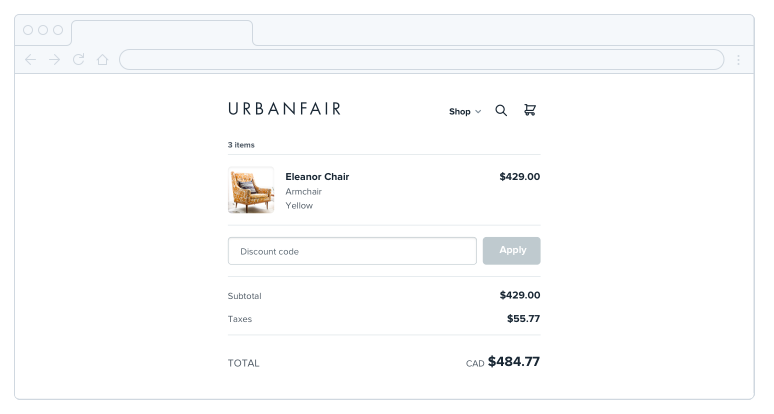 URBANFAIR
Shop
3 items
Eleanor Chair $429.00
Armchair
Yellow
Discount code Apply
Subtotal $429.00
Taxes $55.77
TOTAL CAD $484.77